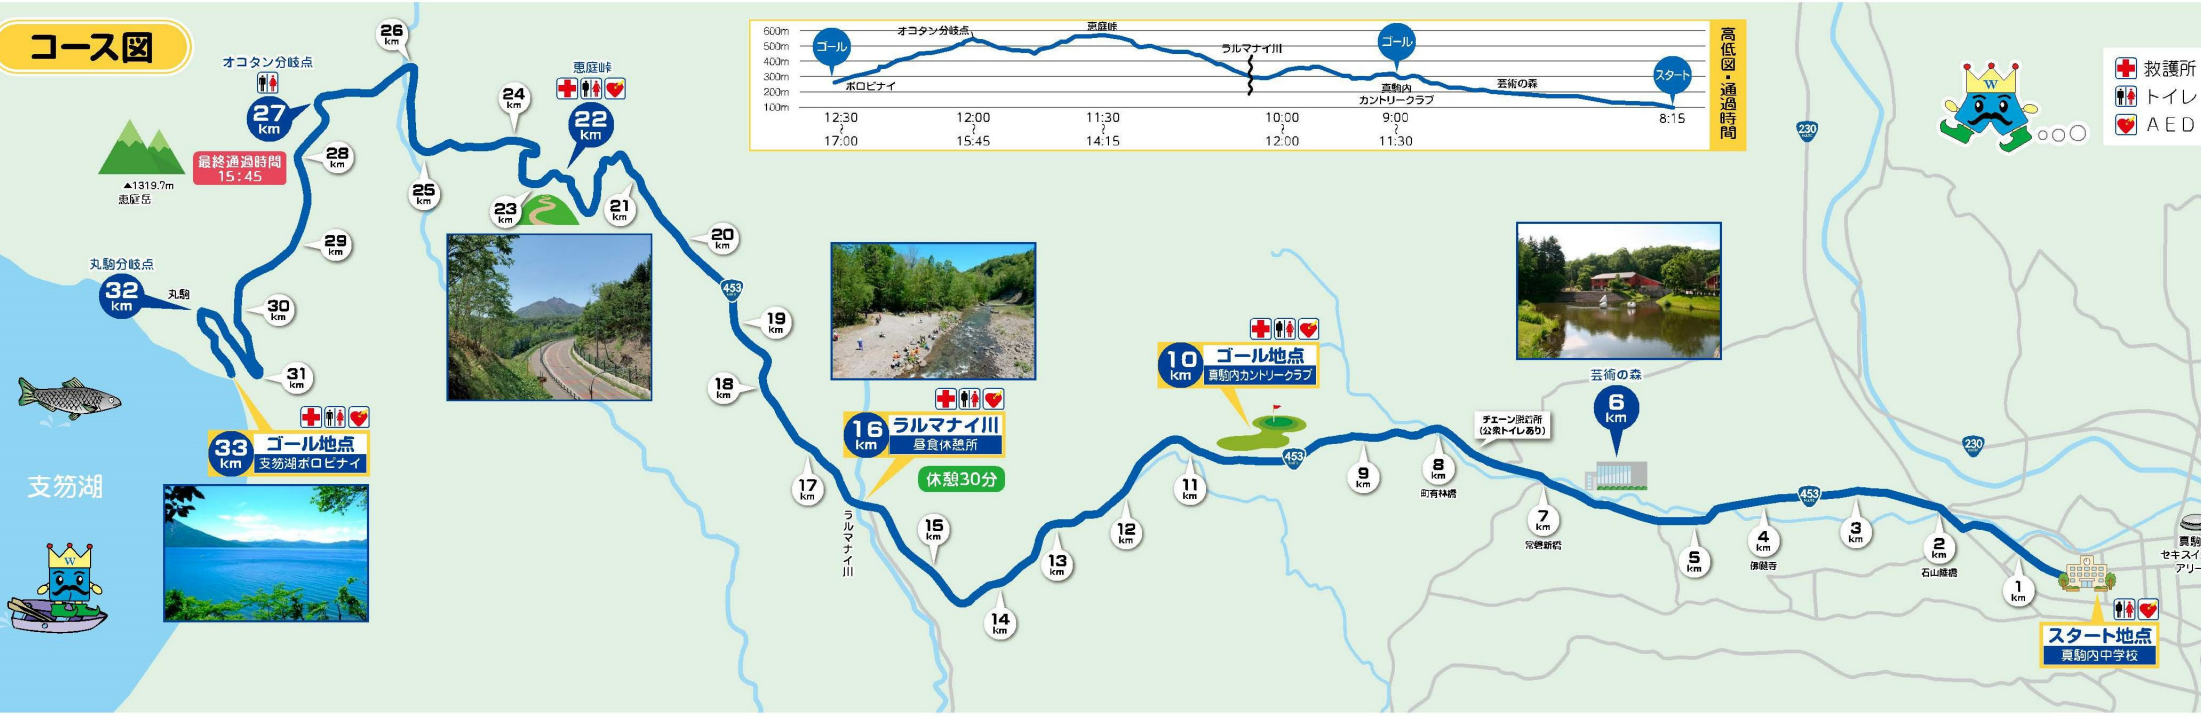 コース図
オコタン分岐点
27
km
最終通過時間
15:45
▲1319.7m
恵庭岳
26
km
28
km
25
km
24
km
恵庭峠
22
km
23
km
21
km
20
km
29
km
丸駒分岐点
32
km
丸駒
30
km
31
km
33
km
ゴール地点
支笏湖ポロピナイ
支笏湖
W
453
19
km
18
km
17
km
16
km
ラルマナイ川
昼食休憩所
休憩30分
ラルマナイ川
15
km
14
km
13
km
12
km
11
km
10
km
ゴール地点
真駒内カントリークラブ
453
9
km
8
km
町有林橋
チェーン脱着所
(公衆トイレあり)
7
km
常磐新橋
芸術の森
6
km
5
km
4
km
佛願寺
453
3
km
2
km
石山陸橋
1
km
スタート地点
真駒内中学校
真駒
セキスイ
アリー
230
230
高低図・通過時間
600m
500m
400m
300m
200m
100m
ゴール
ポロピナイ
オコタン分岐点
恵庭峠
ラルマナイ川
ゴール
真駒内
カントリークラブ
芸術の森
スタート
12:30
~
17:00
12:00
~
15:45
11:30
~
14:15
10:00
~
12:00
9:00
~
11:30
8:15
W
救護所
トイレ
AED